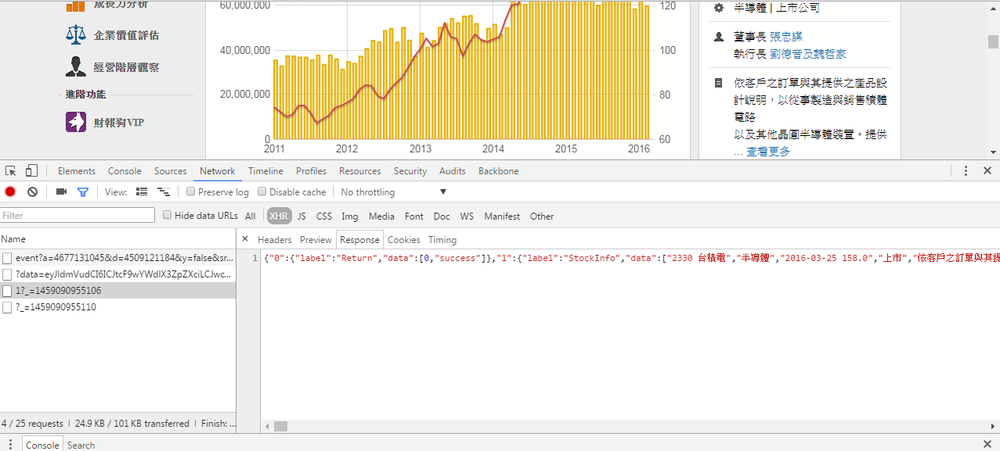 成長力分析
企業價值評估
經營階層觀察
進階功能
財報狗VIP
60,000,000
40,000,000
20,000,000
0
120
100
80
60
2011 2012 2013 2014 2015 2016
半導體 | 上市公司
董事長 張忠謀
執行長 劉德音及魏哲家
依客戶之訂單與其提供之產品設
計說明，以從事製造與銷售積體
電路
以及其他晶圓半導體裝置。提供
... 查看更多
Elements Console Sources Network Timeline Profiles Resources Security Audits Backbone
View: Preserve log Disable cache No throttling
Filter Hide data URLs All XHR JS CSS Img Media Font Doc WS Manifest Other
Name
event?a=4677131045&d=4509121184&y=false&sr...
?data=eyJldmVudCI6ICJtcF9wYWdlX3ZpZXciLCJwc...
1?_=1459090955106
?_=1459090955110
4 / 25 requests | 24.9 KB / 101 KB transferred | Finish: ...
Headers Preview Response Cookies Timing
1 {"0":{"label":"Return","data":[0,"success"]},"1":{"label":"StockInfo","data":["2330 台積電","半導體","2016-03-25 158.0","上市","依客戶之訂單與其提
Console Search